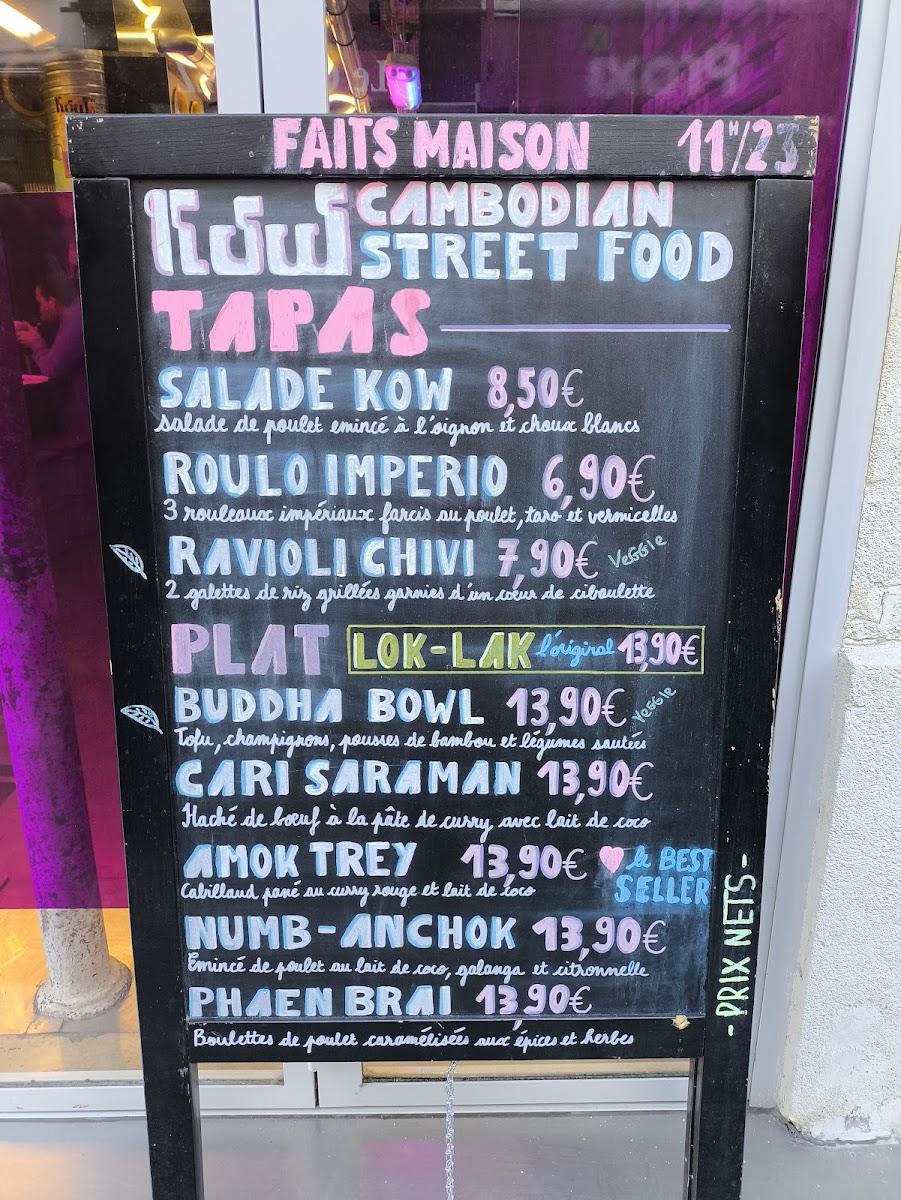 FAITS MAISON 11H/23
CAMBODIAN
STREET FOOD
TAPAS
SALADE KOW 8,50€
salade de poulet emincé à l'oignon et choux blancs
ROULO IMPERIO 6,90€
3 rouleaux impériaux farcis au poulet, taro et vermicelles
RAVIOLI CHIVI 7,90€ VeGGIe
2 galettes de riz grillées garnies d'un cœur de ciboulette
PLAT LOK-LAK l'original 13,90€
BUDDHA BOWL 13,90€ VeGGIe
Tofu, champignons, pousses de bambou et légumes sautées
CARI SARAMAN 13,90€
Haché de bœuf à la pâte de curry avec lait de coco
AMOK TREY 13,90€ le BEST
SELLER
Cabillaud pané au curry rouge et lait de coco
NUMB-ANCHOK 13,90€
Emincé de poulet au lait de coco, galanga et citronnelle
PHAEN BRAI 13,90€
Boulettes de poulet caramélisées aux épices et herbes
- PRIX NETS -